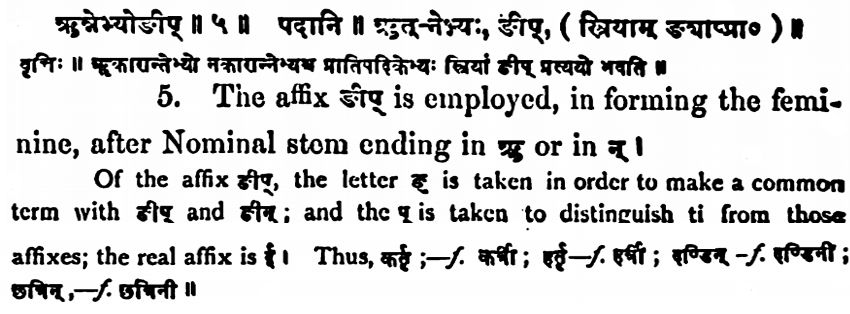 ऋन्नेभ्योङीप् ॥ ५ ॥ पदानि ॥ ऋत्-नेभ्यः, ङीप्, ( स्त्रियाम् ङ्याप्प्रा० ) ॥
वृत्तिः ॥ ऋकारान्तेभ्यो नकारान्तेभ्यश्च प्रातिपदिकेभ्यः स्त्रियां ङीप् प्रत्ययो भवति ॥
5. The affix ङीप् is employed, in forming the femi-
nine, after Nominal stem ending in ऋ or in न् ।
Of the affix ङीप्, the letter ङ् is taken in order to make a common
term with ङीष् and ङीन् ; and the प् is taken to distinguish ti from those
affixes; the real affix is ई । Thus, कर्तृ ;—f. कर्त्री ; हर्तृ—f. हर्त्री ; दण्डिन् -f. दण्डिनी ;
छत्रिन् ,—f. छत्रिनी ॥